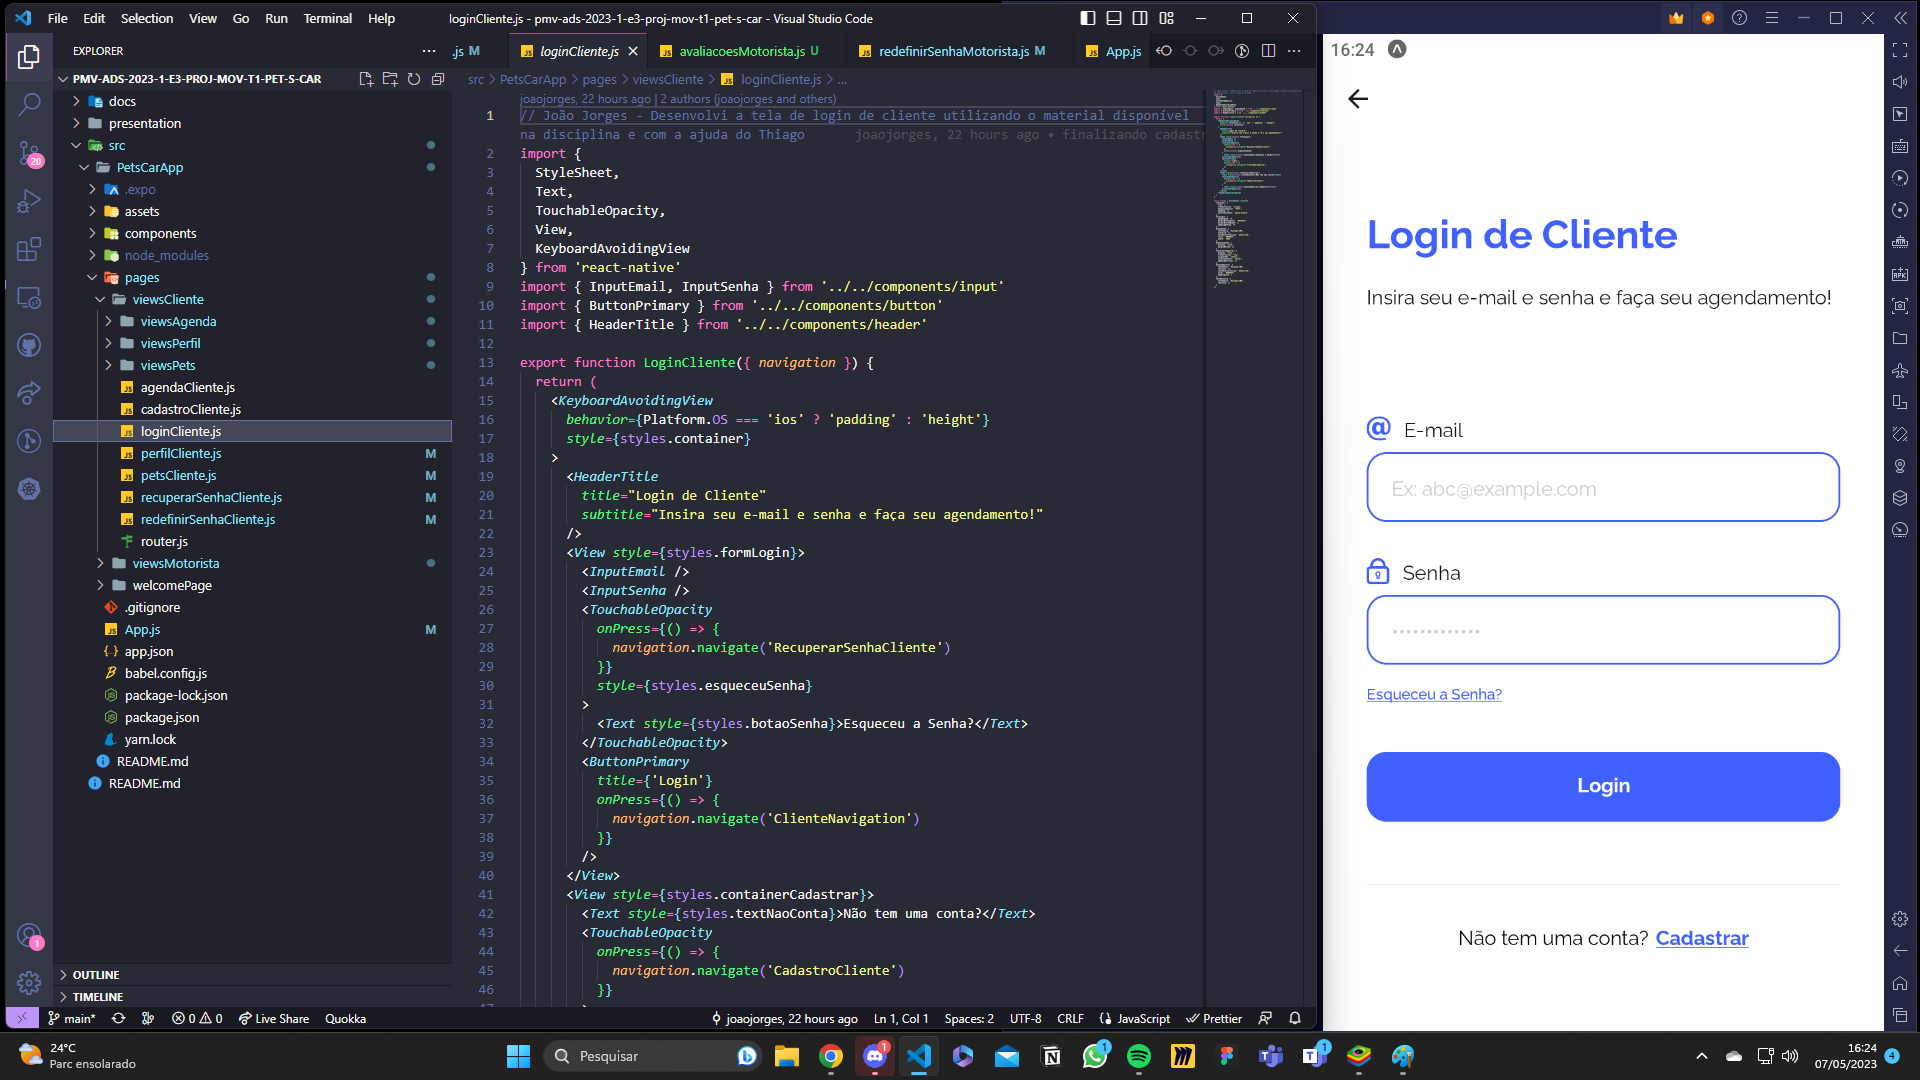 File Edit Selection View Go Run Terminal Help
loginCliente.js - pmv-ads-2023-1-e3-proj-mov-t1-pet-s-car - Visual Studio Code
EXPLORER
PMV-ADS-2023-1-E3-PROJ-MOV-T1-PET-S-CAR
docs
presentation
src
PetsCarApp
.expo
assets
components
node_modules
pages
viewsCliente
viewsAgenda
viewsPerfil
viewsPets
agendaCliente.js
cadastroCliente.js
loginCliente.js
perfilCliente.js M
petsCliente.js M
recuperarSenhaCliente.js M
redefinirSenhaCliente.js M
router.js
viewsMotorista
welcomePage
.gitignore
App.js M
app.json
babel.config.js
package-lock.json
package.json
yarn.lock
README.md
README.md
OUTLINE
TIMELINE
20
1
.js M
loginCliente.js
avaliacoesMotorista.js U
redefinirSenhaMotorista.js M
App.js
src > PetsCarApp > pages > viewsCliente > loginCliente.js > ...
joaojorges, 22 hours ago | 2 authors (joaojorges and others)
1 // João Jorges - Desenvolvi a tela de login de cliente utilizando o material disponível
na disciplina e com a ajuda do Thiago joaojorges, 22 hours ago • finalizando cadastr
2 import {
3 StyleSheet,
4 Text,
5 TouchableOpacity,
6 View,
7 KeyboardAvoidingView
8 } from 'react-native'
9 import { InputEmail, InputSenha } from '../../components/input'
10 import { ButtonPrimary } from '../../components/button'
11 import { HeaderTitle } from '../../components/header'
12
13 export function LoginCliente({ navigation }) {
14 return (
15 <KeyboardAvoidingView
16 behavior={Platform.OS === 'ios' ? 'padding' : 'height'}
17 style={styles.container}
18 >
19 <HeaderTitle
20 title="Login de Cliente"
21 subtitle="Insira seu e-mail e senha e faça seu agendamento!"
22 />
23 <View style={styles.formLogin}>
24 <InputEmail />
25 <InputSenha />
26 <TouchableOpacity
27 onPress={() => {
28 navigation.navigate('RecuperarSenhaCliente')
29 }}
30 style={styles.esqueceuSenha}
31 >
32 <Text style={styles.botaoSenha}>Esqueceu a Senha?</Text>
33 </TouchableOpacity>
34 <ButtonPrimary
35 title={'Login'}
36 onPress={() => {
37 navigation.navigate('ClienteNavigation')
38 }}
39 />
40 </View>
41 <View style={styles.containerCadastrar}>
42 <Text style={styles.textNaoConta}>Não tem uma conta?</Text>
43 <TouchableOpacity
44 onPress={() => {
45 navigation.navigate('CadastroCliente')
46 }}
main* 0 0 Live Share Quokka
joaojorges, 22 hours ago Ln 1, Col 1 Spaces: 2 UTF-8 CRLF JavaScript Prettier
16:24
Login de Cliente
Insira seu e-mail e senha e faça seu agendamento!
E-mail
Ex: abc@example.com
Senha
•••••••••••••
Esqueceu a Senha?
Login
Não tem uma conta? Cadastrar
24°C
Parc ensolarado
Pesquisar
1
1
1
16:24
07/05/2023
4